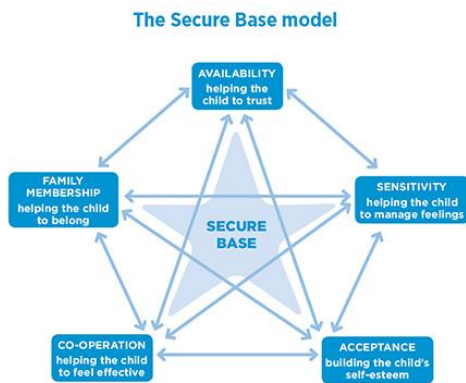 The Secure Base model
AVAILABILITY
helping the
child to trust
FAMILY
MEMBERSHIP
helping the child
to belong
SENSITIVITY
helping the child
to manage feelings
SECURE
BASE
CO-OPERATION
helping the child
to feel effective
ACCEPTANCE
building the child's
self-esteem